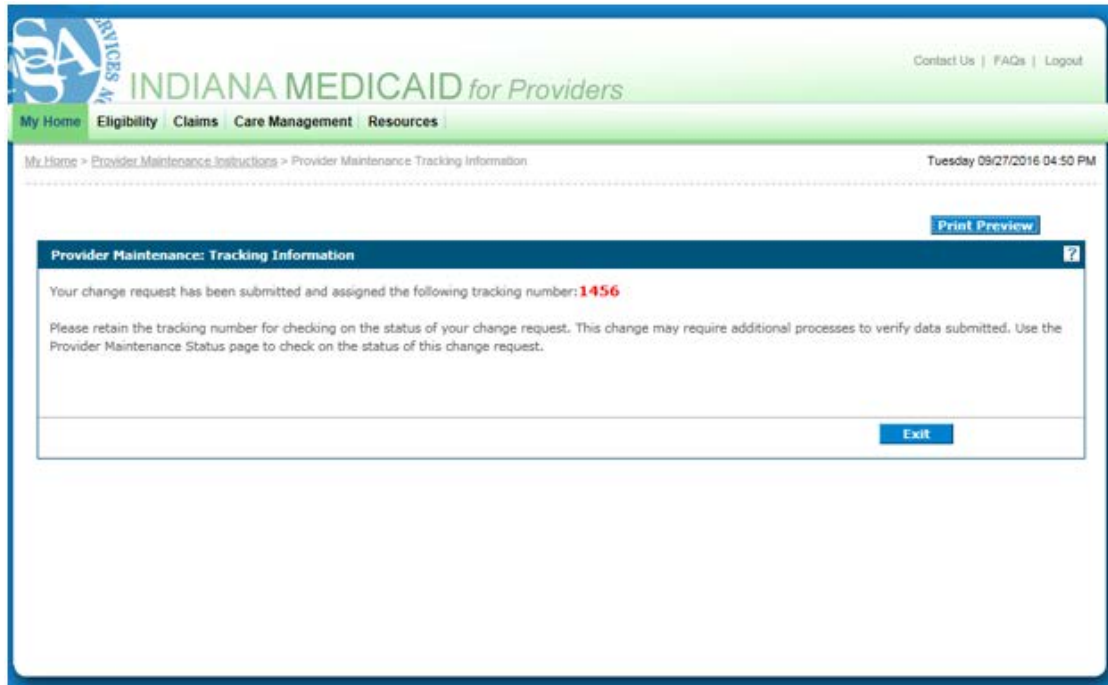 SERVICES
Contact Us | FAQs | Logout
INDIANA MEDICAID for Providers
My Home Eligibility Claims Care Management Resources
My Home > Provider Maintenance Instructions > Provider Maintenance Tracking Information
Tuesday 09/27/2016 04:50 PM
Print Preview
Provider Maintenance: Tracking Information
?
Your change request has been submitted and assigned the following tracking number:1456
Please retain the tracking number for checking on the status of your change request. This change may require additional processes to verify data submitted. Use the
Provider Maintenance Status page to check on the status of this change request.
Exit